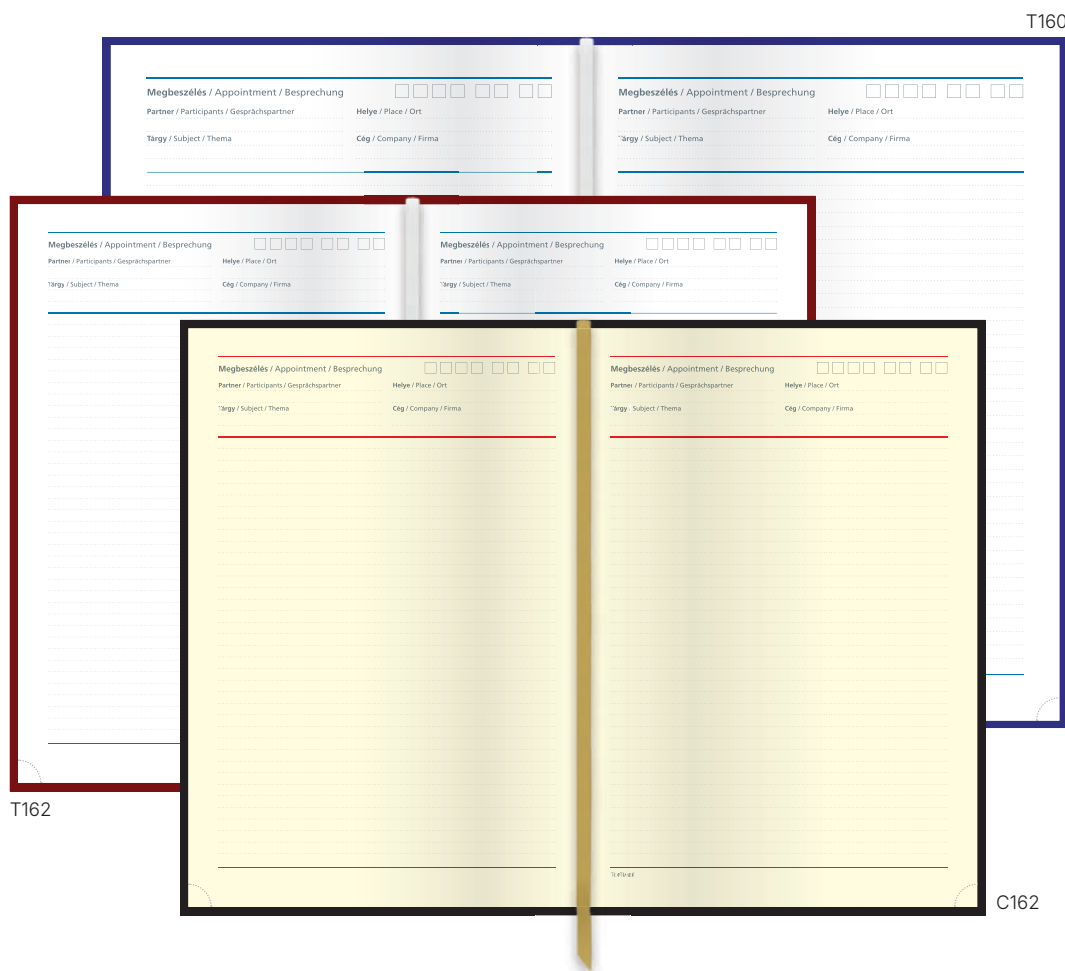 T160
Megbeszélés / Appointment / Besprechung
Partner / Participants / Gesprächspartner
Helye / Place / Ort
Tárgy / Subject / Thema
Cég / Company / Firma
Megbeszélés / Appointment / Besprechung
Partner / Participants / Gesprächspartner
Helye / Place / Ort
Tárgy / Subject / Thema
Cég / Company / Firma
Megbeszélés / Appointment / Besprechung
Partner / Participants / Gesprächspartner
Helye / Place / Ort
Tárgy / Subject / Thema
Cég / Company / Firma
Megbeszélés / Appointment / Besprechung
Partner / Participants / Gesprächspartner
Helye / Place / Ort
Tárgy / Subject / Thema
Cég / Company / Firma
Megbeszélés / Appointment / Besprechung
Partner / Participants / Gesprächspartner
Helye / Place / Ort
Tárgy / Subject / Thema
Cég / Company / Firma
Megbeszélés / Appointment / Besprechung
Partner / Participants / Gesprächspartner
Helye / Place / Ort
Tárgy / Subject / Thema
Cég / Company / Firma
T162
C162